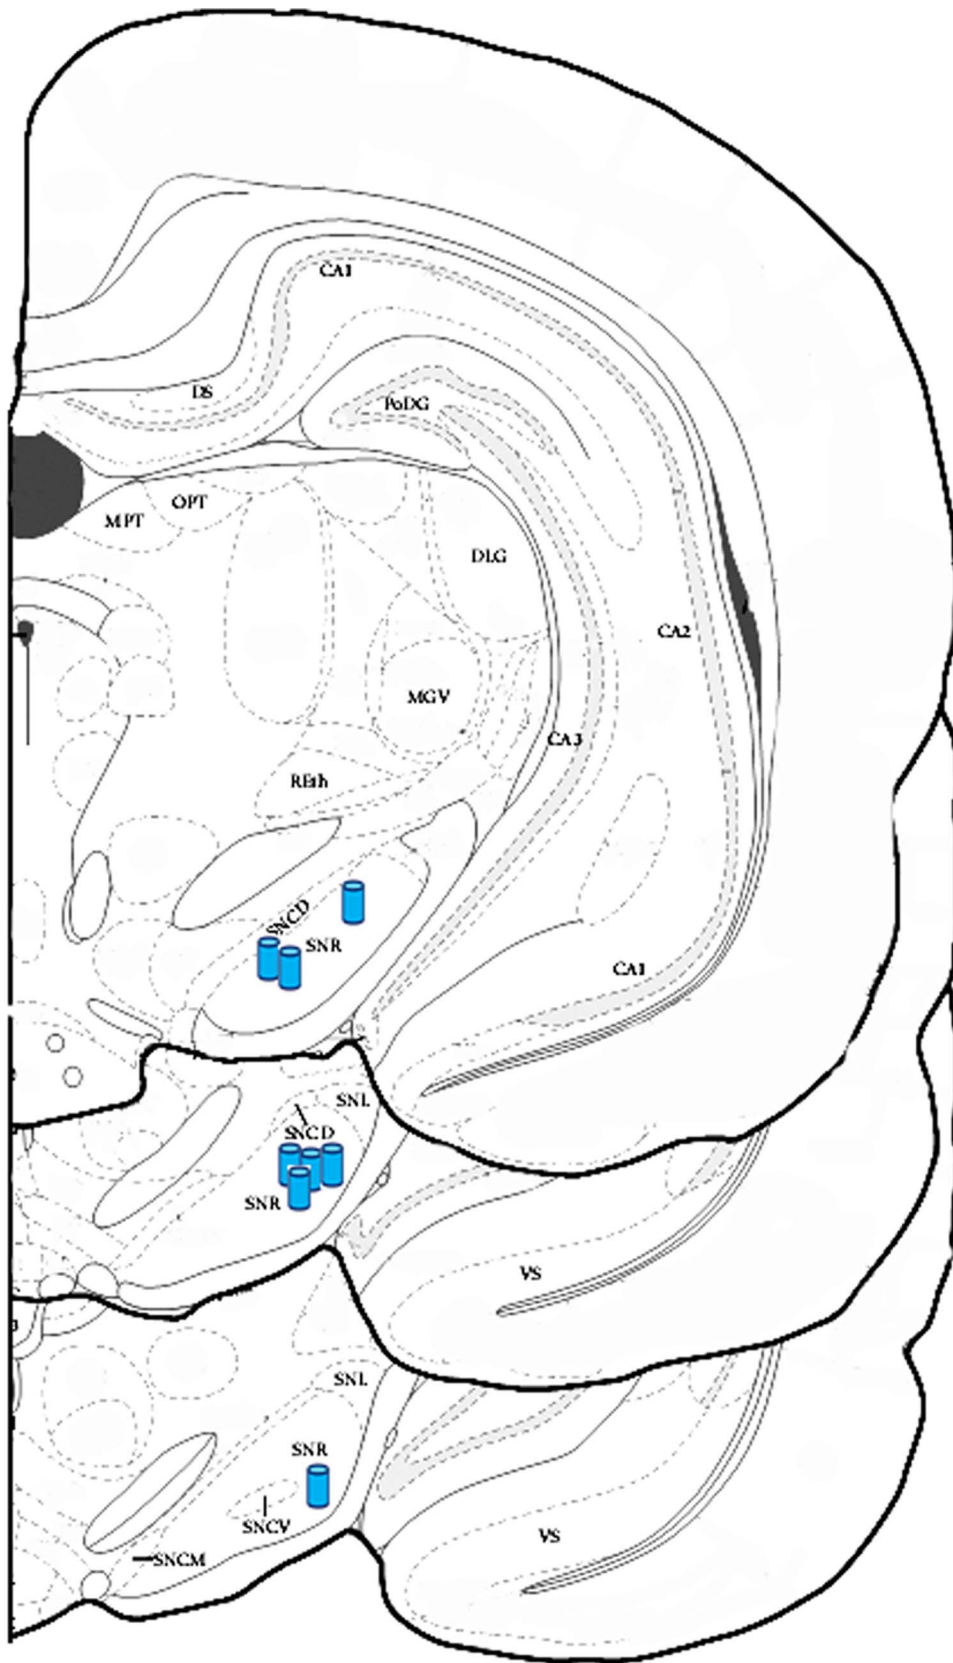 CA1
DS
PoDG
OPT
MPT
DLG
CA2
MGV
CA3
REth
SNCD
SNR
CA1
SNL
SNCD
SNR
VS
SNL
SNR
SNCV
VS
SNCM